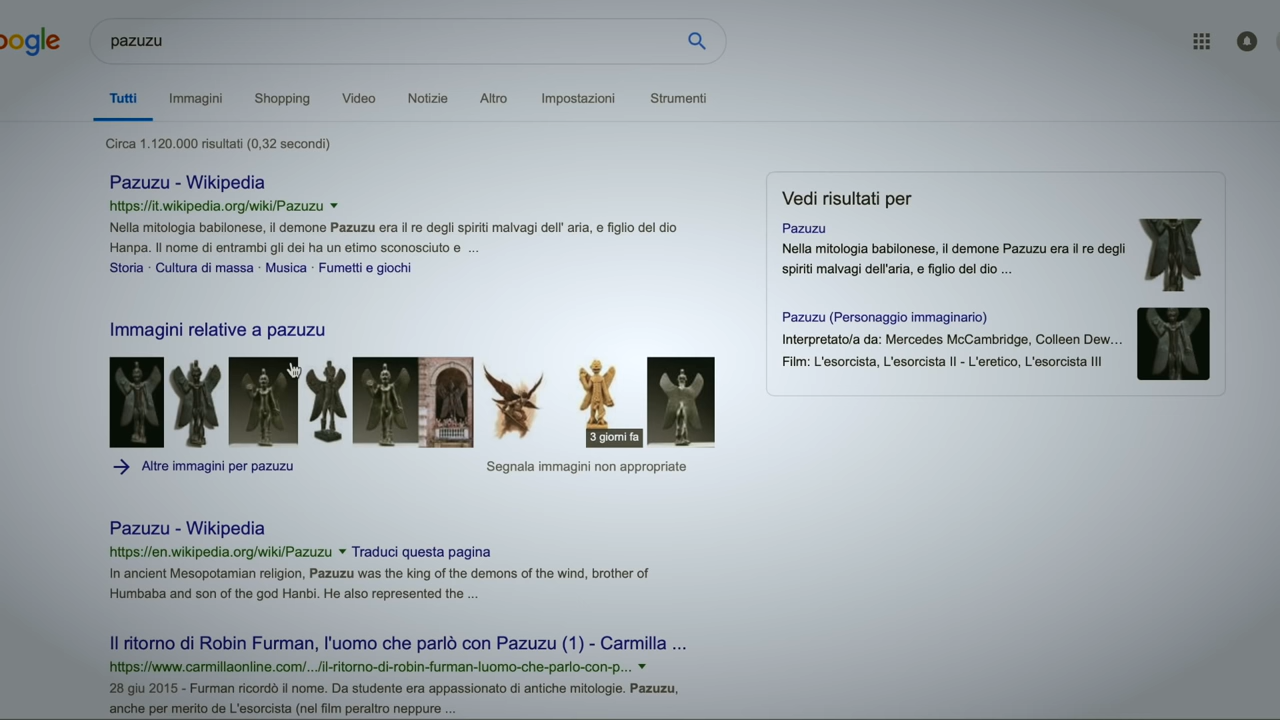 oogle
pazuzu
Tutti Immagini Shopping Video Notizie Altro Impostazioni Strumenti
Circa 1.120.000 risultati (0,32 secondi)
Pazuzu - Wikipedia
https://it.wikipedia.org/wiki/Pazuzu
Nella mitologia babilonese, il demone Pazuzu era il re degli spiriti malvagi dell' aria, e figlio del dio
Hanpa. Il nome di entrambi gli dei ha un etimo sconosciuto e ...
Storia · Cultura di massa · Musica · Fumetti e giochi
Immagini relative a pazuzu
3 giorni fa
Altre immagini per pazuzu
Segnala immagini non appropriate
Pazuzu - Wikipedia
https://en.wikipedia.org/wiki/Pazuzu Traduci questa pagina
In ancient Mesopotamian religion, Pazuzu was the king of the demons of the wind, brother of
Humbaba and son of the god Hanbi. He also represented the ...
Il ritorno di Robin Furman, l'uomo che parlò con Pazuzu (1) - Carmilla ...
https://www.carmillaonline.com/.../il-ritorno-di-robin-furman-luomo-che-parlo-con-p...
28 giu 2015 - Furman ricordò il nome. Da studente era appassionato di antiche mitologie. Pazuzu,
anche per merito de L'esorcista (nel film peraltro neppure ...
Vedi risultati per
Pazuzu
Nella mitologia babilonese, il demone Pazuzu era il re degli
spiriti malvagi dell'aria, e figlio del dio ...
Pazuzu (Personaggio immaginario)
Interpretato/a da: Mercedes McCambridge, Colleen Dew...
Film: L'esorcista, L'esorcista II - L'eretico, L'esorcista III